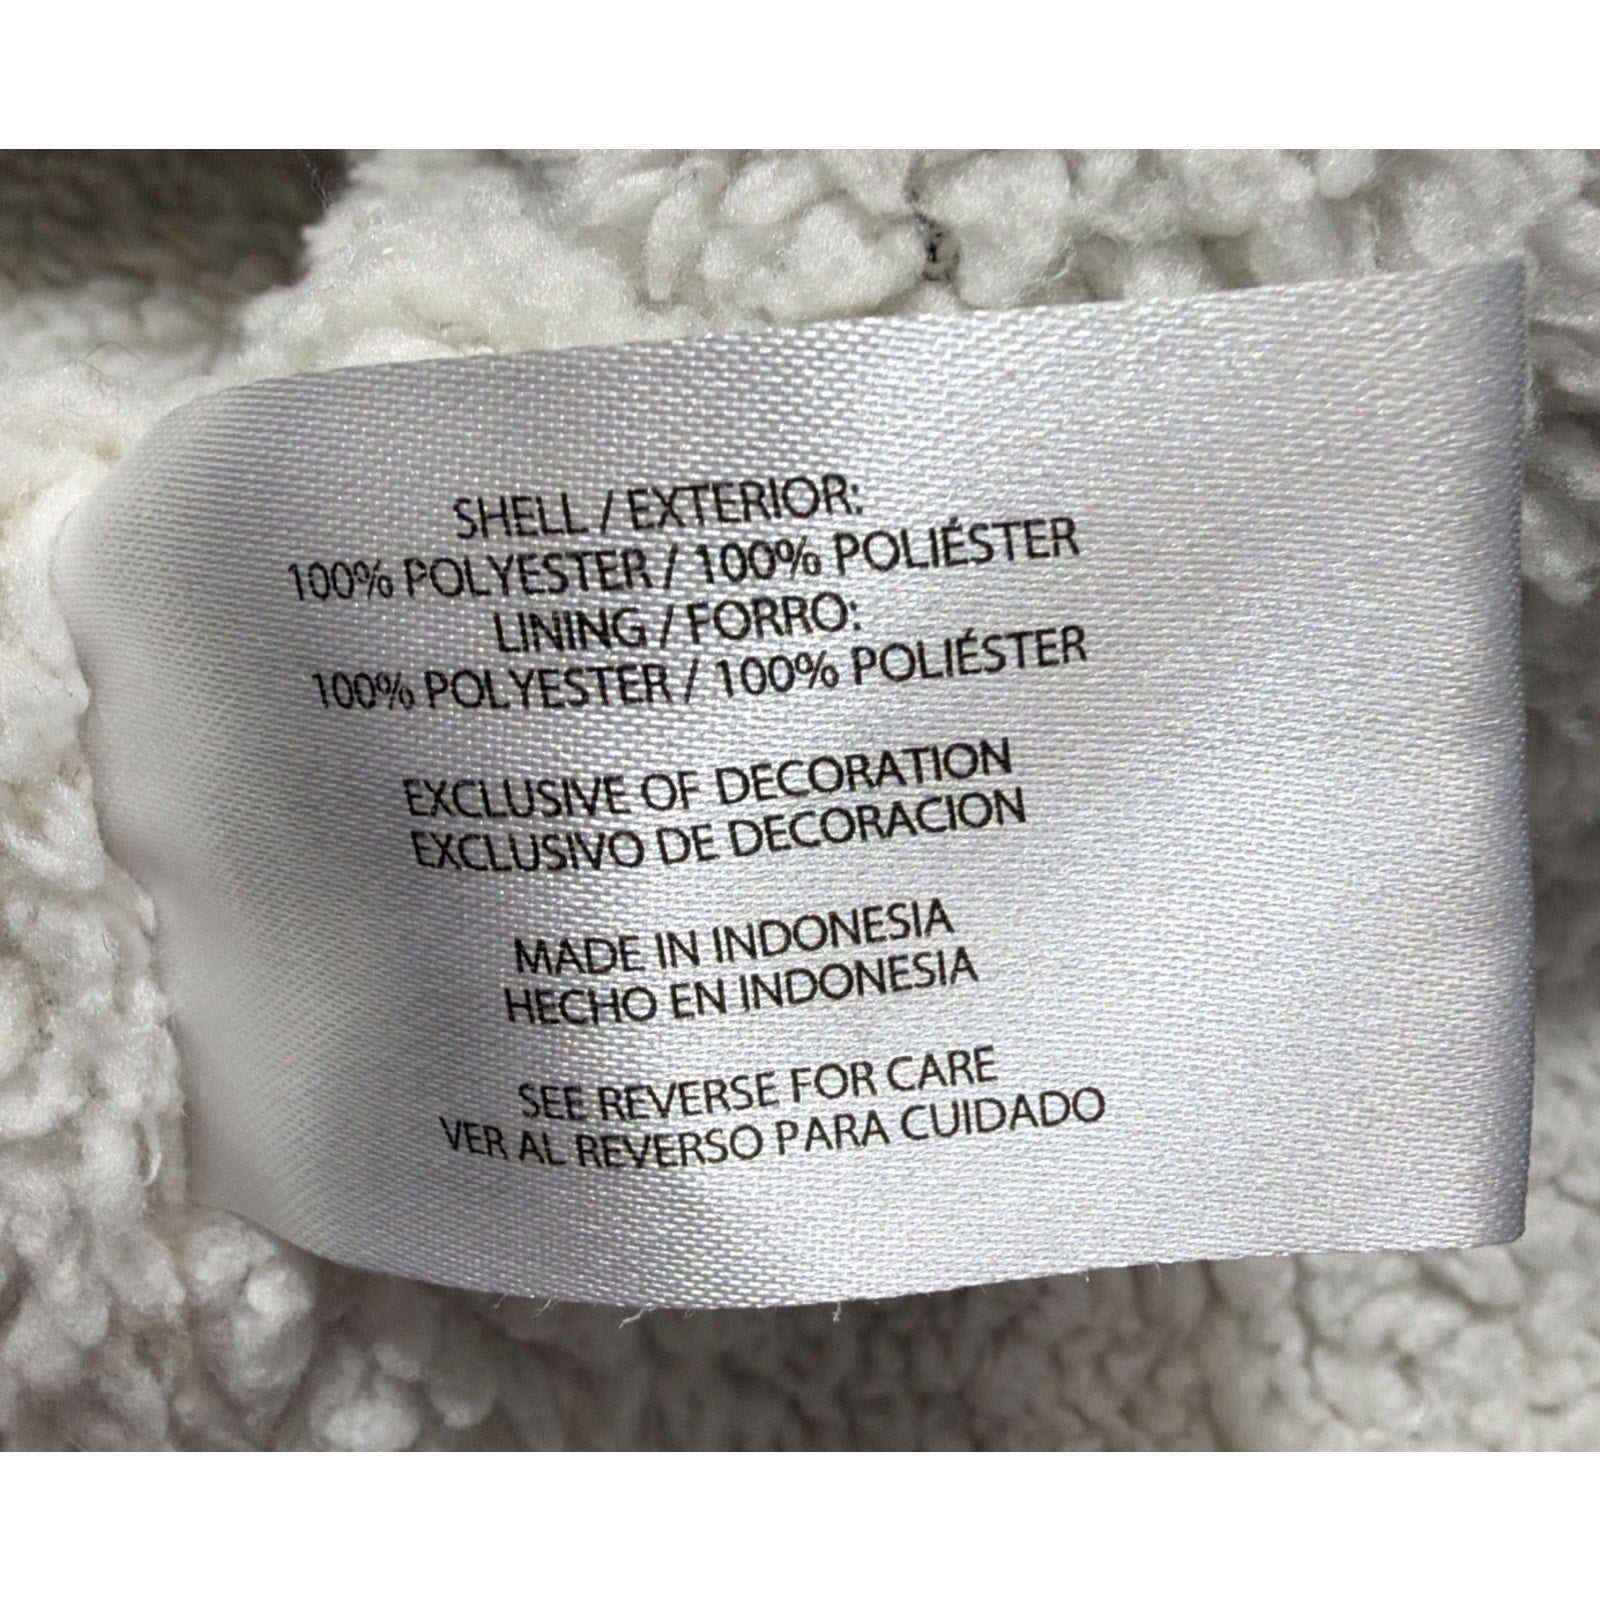 SHELL / EXTERIOR:
100% POLYESTER / 100% POLIÉSTER
LINING / FORRO:
100% POLYESTER / 100% POLIÉSTER
EXCLUSIVE OF DECORATION
EXCLUSIVO DE DECORACION
MADE IN INDONESIA
HECHO EN INDONESIA
SEE REVERSE FOR CARE
VER AL REVERSO PARA CUIDADO